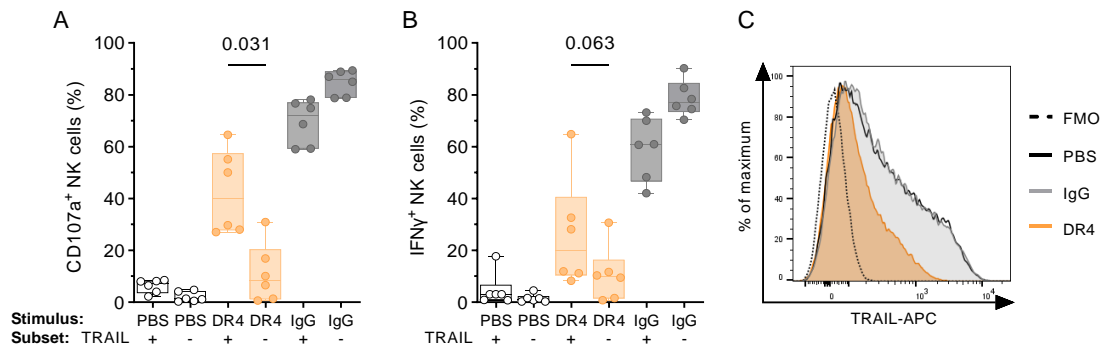 A
CD107a⁺ NK cells (%)
100
80
60
40
20
0
0.031
Stimulus: PBS PBS DR4 DR4 IgG IgG
Subset: TRAIL + - + - + -
B
IFNγ⁺ NK cells (%)
100
80
60
40
20
0
0.063
PBS PBS DR4 DR4 IgG IgG
TRAIL + - + - + -
C
% of maximum
100
80
60
40
20
0
0 10³ 10⁴
TRAIL-APC
FMO
PBS
IgG
DR4